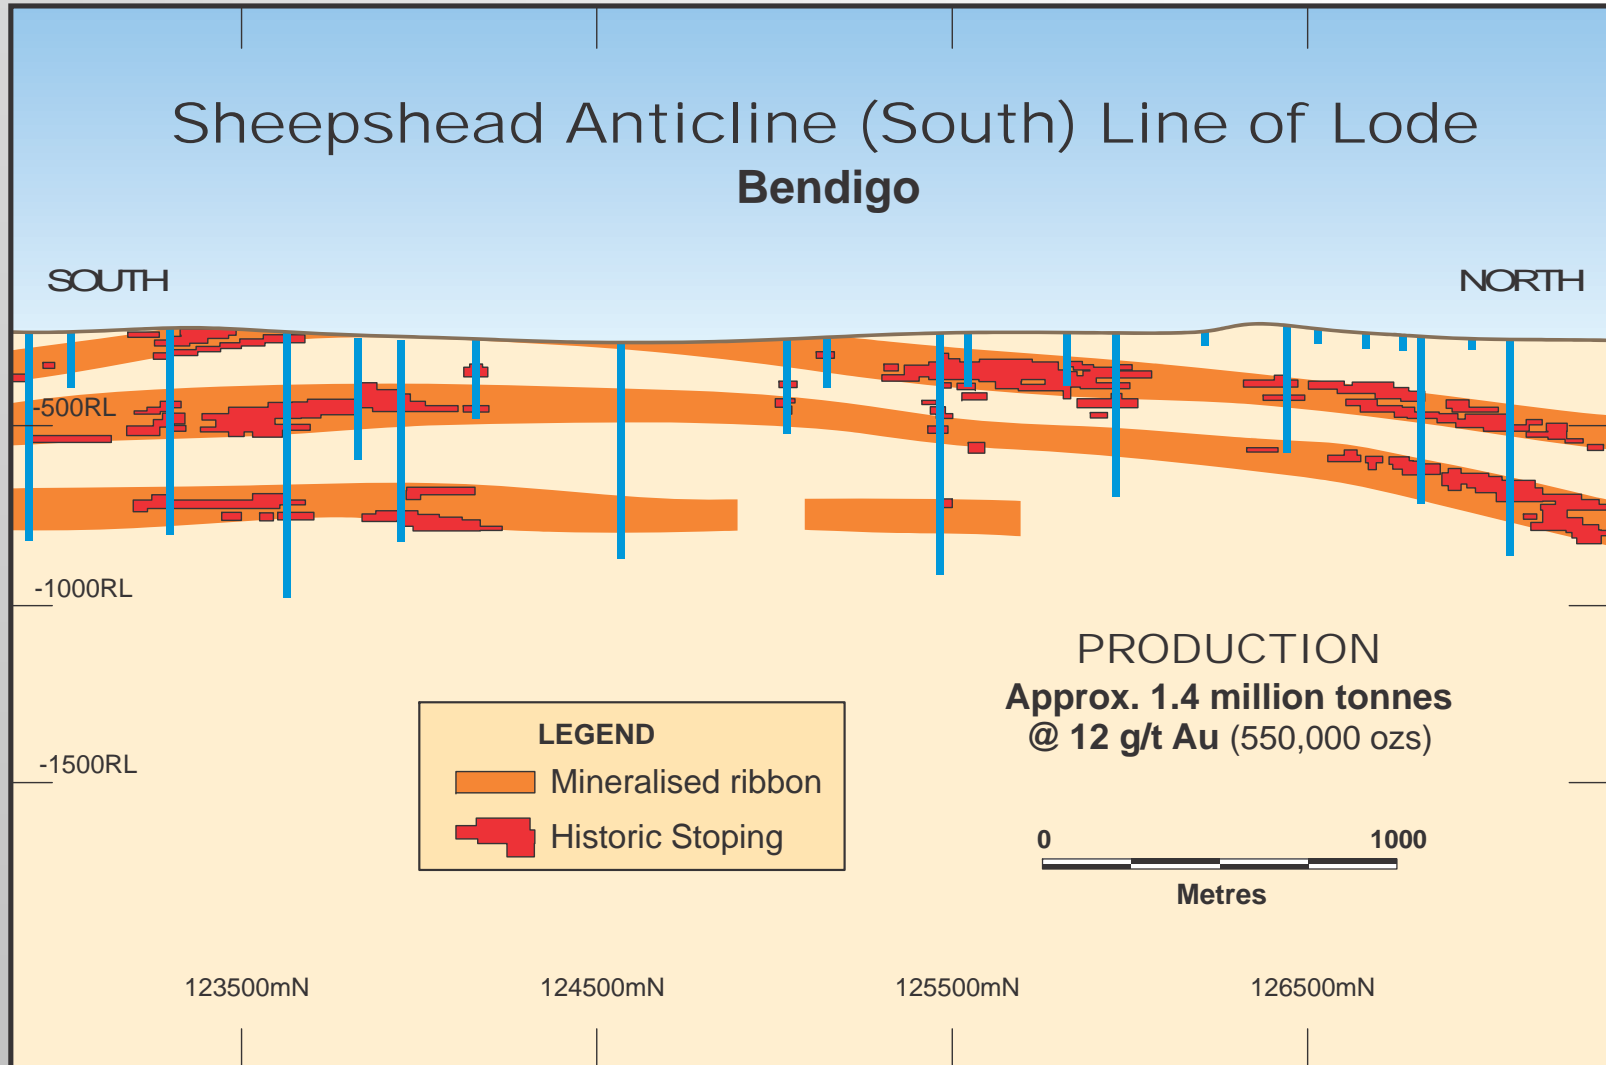 Sheepshead Anticline (South) Line of Lode
Bendigo
SOUTH
NORTH
-500RL
-1000RL
-1500RL
PRODUCTION
Approx. 1.4 million tonnes
@ 12 g/t Au (550,000 ozs)
LEGEND
Mineralised ribbon
Historic Stoping
0 1000
Metres
123500mN 124500mN 125500mN 126500mN